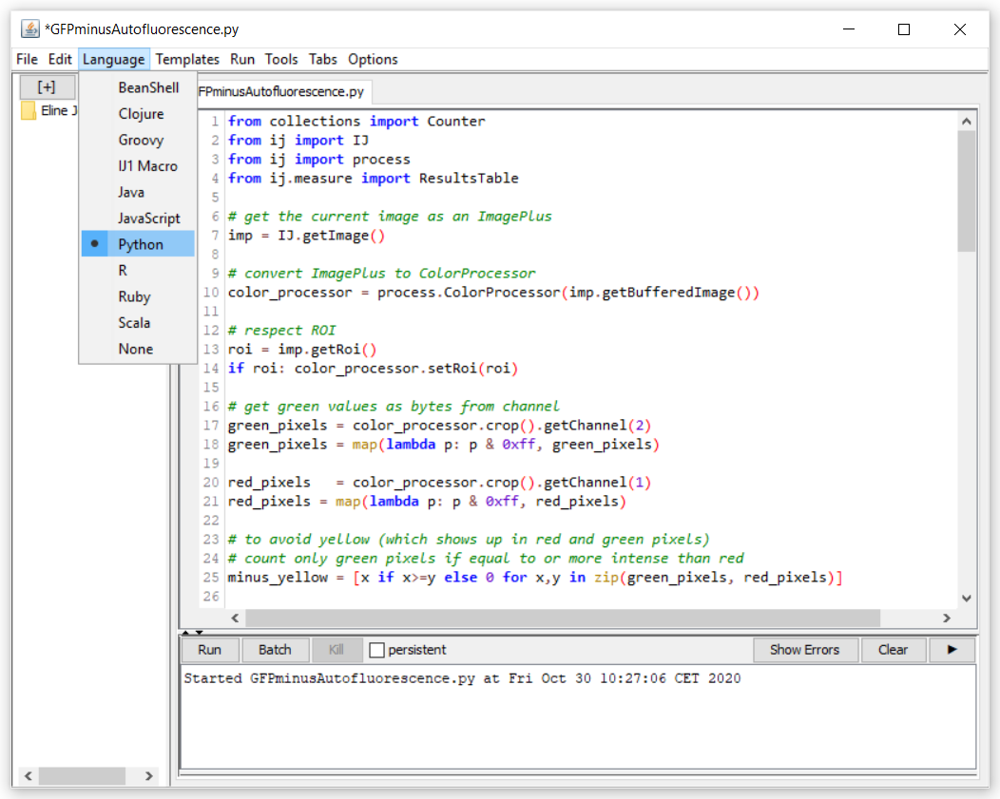 *GFPminusAutofluorescence.py
File Edit Language Templates Run Tools Tabs Options
[+]
Eline J
BeanShell
Clojure
Groovy
IJ1 Macro
Java
JavaScript
Python
R
Ruby
Scala
None
FPminusAutofluorescence.py
1 from collections import Counter
2 from ij import IJ
3 from ij import process
4 from ij.measure import ResultsTable
5
6 # get the current image as an ImagePlus
7 imp = IJ.getImage()
8
9 # convert ImagePlus to ColorProcessor
10 color_processor = process.ColorProcessor(imp.getBufferedImage())
11
12 # respect ROI
13 roi = imp.getRoi()
14 if roi: color_processor.setRoi(roi)
15
16 # get green values as bytes from channel
17 green_pixels = color_processor.crop().getChannel(2)
18 green_pixels = map(lambda p: p & 0xff, green_pixels)
19
20 red_pixels   = color_processor.crop().getChannel(1)
21 red_pixels = map(lambda p: p & 0xff, red_pixels)
22
23 # to avoid yellow (which shows up in red and green pixels)
24 # count only green pixels if equal to or more intense than red
25 minus_yellow = [x if x>=y else 0 for x,y in zip(green_pixels, red_pixels)]
26
Run Batch Kill persistent Show Errors Clear
Started GFPminusAutofluorescence.py at Fri Oct 30 10:27:06 CET 2020